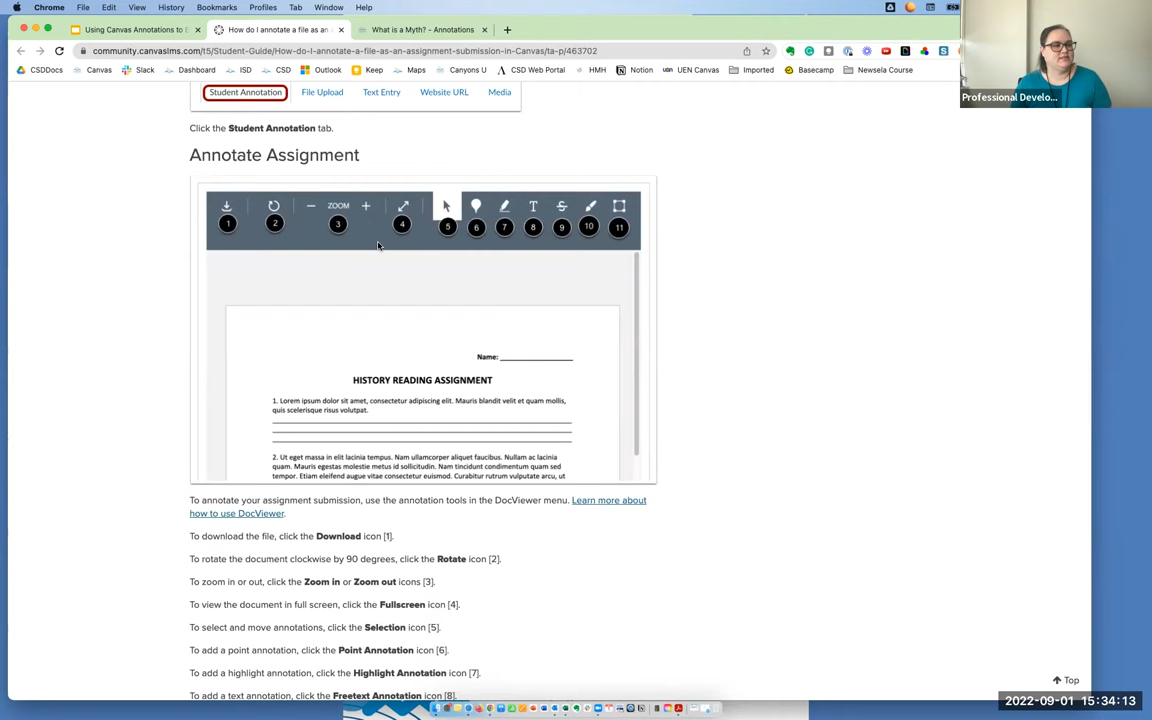 Chrome File Edit View History Bookmarks Profiles Tab Window Help
Using Canvas Annotations to E
How do I annotate a file as an
What is a Myth? - Annotations
community.canvaslms.com/t5/Student-Guide/How-do-I-annotate-a-file-as-an-assignment-submission-in-Canvas/ta-p/463702
CSDDocs Canvas Slack Dashboard ISD CSD Outlook Keep Maps Canyons U CSD Web Portal HMH Notion UEN Canvas Imported Basecamp Newsela Course
Professional Develo...
Student Annotation File Upload Text Entry Website URL Media
Click the Student Annotation tab.
Annotate Assignment
ZOOM
1 2 3 4 5 6 7 8 9 10 11
Name:
HISTORY READING ASSIGNMENT
1. Lorem ipsum dolor sit amet, consectetur adipiscing elit. Mauris blandit velit et quam mollis,
quis scelerisque risus volutpat.
2. Ut eget massa in elit lacinia tempus. Nam ullamcorper aliquet faucibus. Nullam ac lacinia
quam. Mauris egestas molestie metus id sollicitudin. Nam tincidunt condimentum quam sed
tempor. Etiam eleifend augue vitae consectetur euismod. Curabitur rutrum vulputate arcu, ut
To annotate your assignment submission, use the annotation tools in the DocViewer menu. Learn more about
how to use DocViewer.
To download the file, click the Download icon [1].
To rotate the document clockwise by 90 degrees, click the Rotate icon [2].
To zoom in or out, click the Zoom in or Zoom out icons [3].
To view the document in full screen, click the Fullscreen icon [4].
To select and move annotations, click the Selection icon [5].
To add a point annotation, click the Point Annotation icon [6].
To add a highlight annotation, click the Highlight Annotation icon [7].
To add a text annotation, click the Freetext Annotation icon [8].
Top
2022-09-01 15:34:13